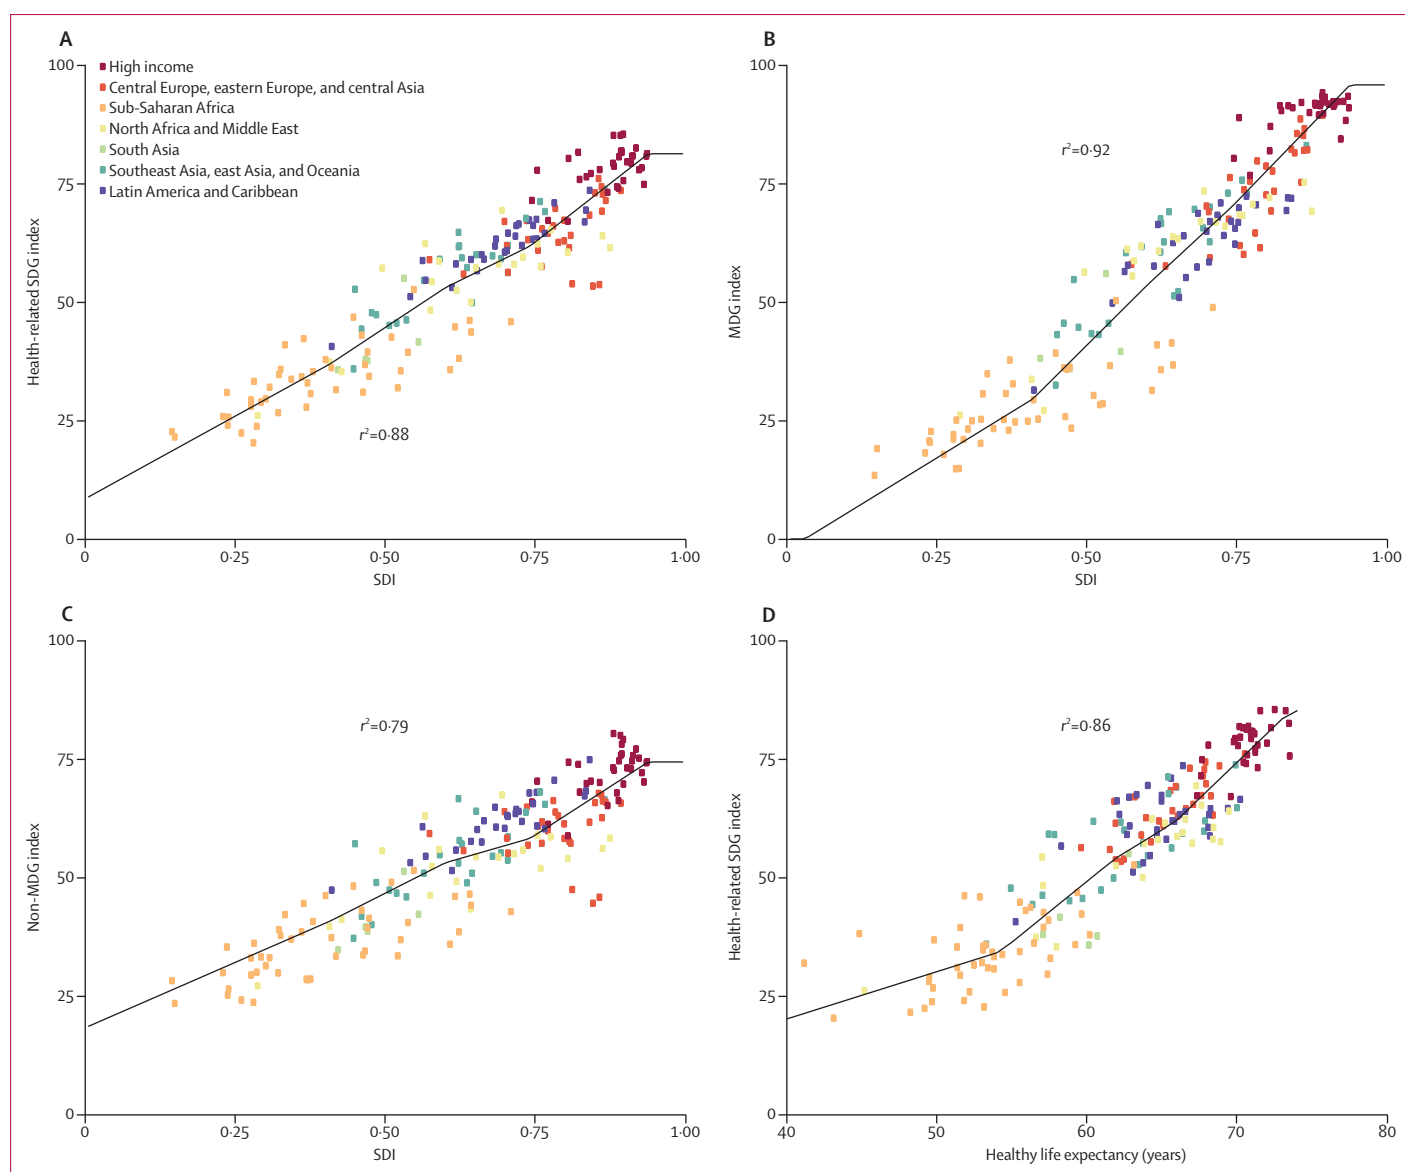 A
Health-related SDG index
100
75
50
25
0
High income
Central Europe, eastern Europe, and central Asia
Sub-Saharan Africa
North Africa and Middle East
South Asia
Southeast Asia, east Asia, and Oceania
Latin America and Caribbean
r²=0·88
0 0·25 0·50 0·75 1·00
SDI
B
MDG index
100
75
50
25
0
r²=0·92
0 0·25 0·50 0·75 1·00
SDI
C
Non-MDG index
100
75
50
25
0
r²=0·79
0 0·25 0·50 0·75 1·00
SDI
D
Health-related SDG index
100
75
50
25
0
r²=0·86
40 50 60 70 80
Healthy life expectancy (years)